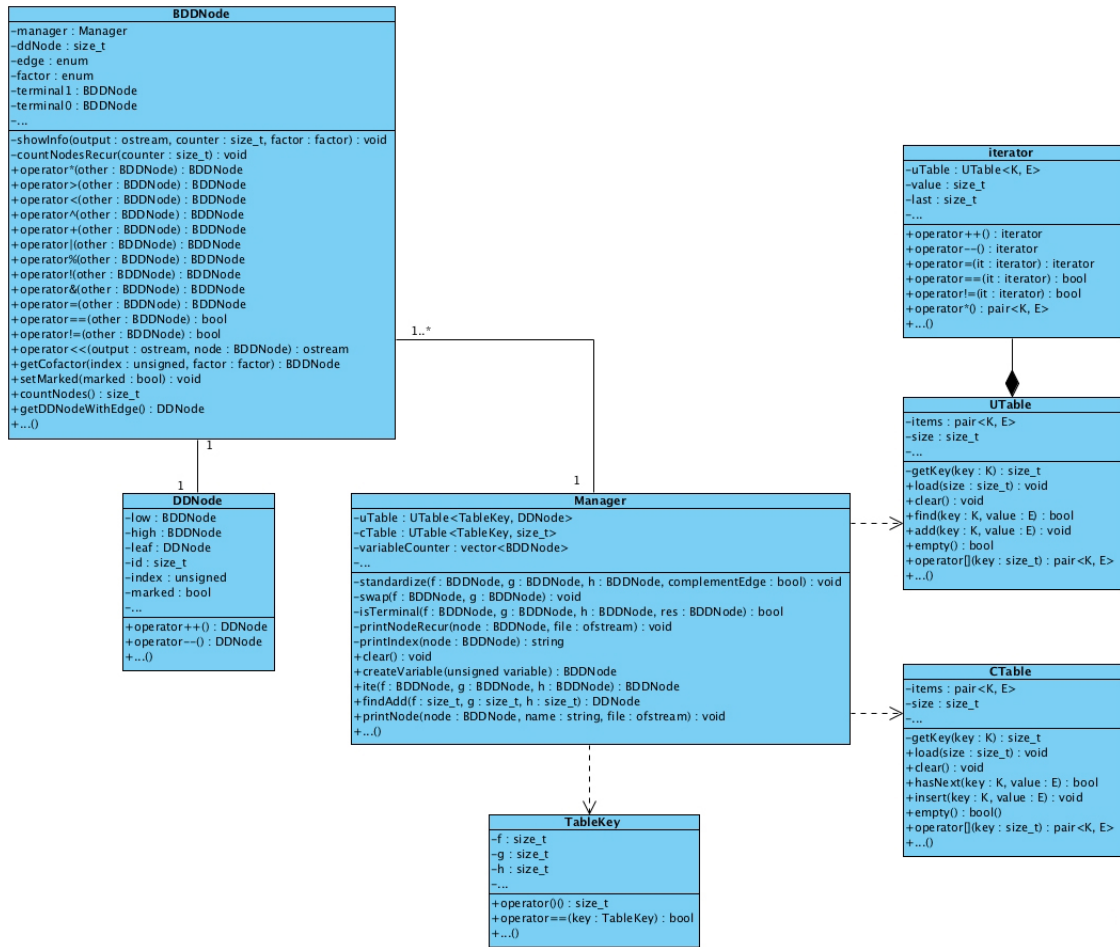 BDDNode
-manager : Manager
-ddNode : size_t
-edge : enum
-factor : enum
-terminal1 : BDDNode
-terminal0 : BDDNode
-...
-showInfo(output : ostream, counter : size_t, factor : factor) : void
-countNodesRecur(counter : size_t) : void
+operator*(other : BDDNode) : BDDNode
+operator>(other : BDDNode) : BDDNode
+operator<(other : BDDNode) : BDDNode
+operator^(other : BDDNode) : BDDNode
+operator+(other : BDDNode) : BDDNode
+operator|(other : BDDNode) : BDDNode
+operator%(other : BDDNode) : BDDNode
+operator!(other : BDDNode) : BDDNode
+operator&(other : BDDNode) : BDDNode
+operator=(other : BDDNode) : BDDNode
+operator==(other : BDDNode) : bool
+operator!=(other : BDDNode) : bool
+operator<<(output : ostream, node : BDDNode) : ostream
+getCofactor(index : unsigned, factor : factor) : BDDNode
+setMarked(marked : bool) : void
+countNodes() : size_t
+getDDNodeWithEdge() : DDNode
+...()
1..*
1
1
1
DDNode
-low : BDDNode
-high : BDDNode
-leaf : DDNode
-id : size_t
-index : unsigned
-marked : bool
-...
+operator++() : DDNode
+operator--() : DDNode
+...()
Manager
-uTable : UTable<TableKey, DDNode>
-cTable : UTable<TableKey, size_t>
-variableCounter : vector<BDDNode>
-...
-standardize(f : BDDNode, g : BDDNode, h : BDDNode, complementEdge : bool) : void
-swap(f : BDDNode, g : BDDNode) : void
-isTerminal(f : BDDNode, g : BDDNode, h : BDDNode, res : BDDNode) : bool
-printNodeRecur(node : BDDNode, file : ofstream) : void
-printIndex(node : BDDNode) : string
+clear() : void
+createVariable(unsigned variable) : BDDNode
+ite(f : BDDNode, g : BDDNode, h : BDDNode) : BDDNode
+findAdd(f : size_t, g : size_t, h : size_t) : DDNode
+printNode(node : BDDNode, name : string, file : ofstream) : void
+...()
TableKey
-f : size_t
-g : size_t
-h : size_t
-...
+operator()() : size_t
+operator==(key : TableKey) : bool
+...()
iterator
-uTable : UTable<K, E>
-value : size_t
-last : size_t
-...
+operator++() : iterator
+operator--() : iterator
+operator=(it : iterator) : iterator
+operator==(it : iterator) : bool
+operator!=(it : iterator) : bool
+operator*() : pair<K, E>
+...()
UTable
-items : pair<K, E>
-size : size_t
-...
-getKey(key : K) : size_t
+load(size : size_t) : void
+clear() : void
+find(key : K, value : E) : bool
+add(key : K, value : E) : void
+empty() : bool
+operator[](key : size_t) : pair<K, E>
+...()
CTable
-items : pair<K, E>
-size : size_t
-...
-getKey(key : K) : size_t
+load(size : size_t) : void
+clear() : void
+hasNext(key : K, value : E) : bool
+insert(key : K, value : E) : void
+empty() : bool()
+operator[](key : size_t) : pair<K, E>
+...()